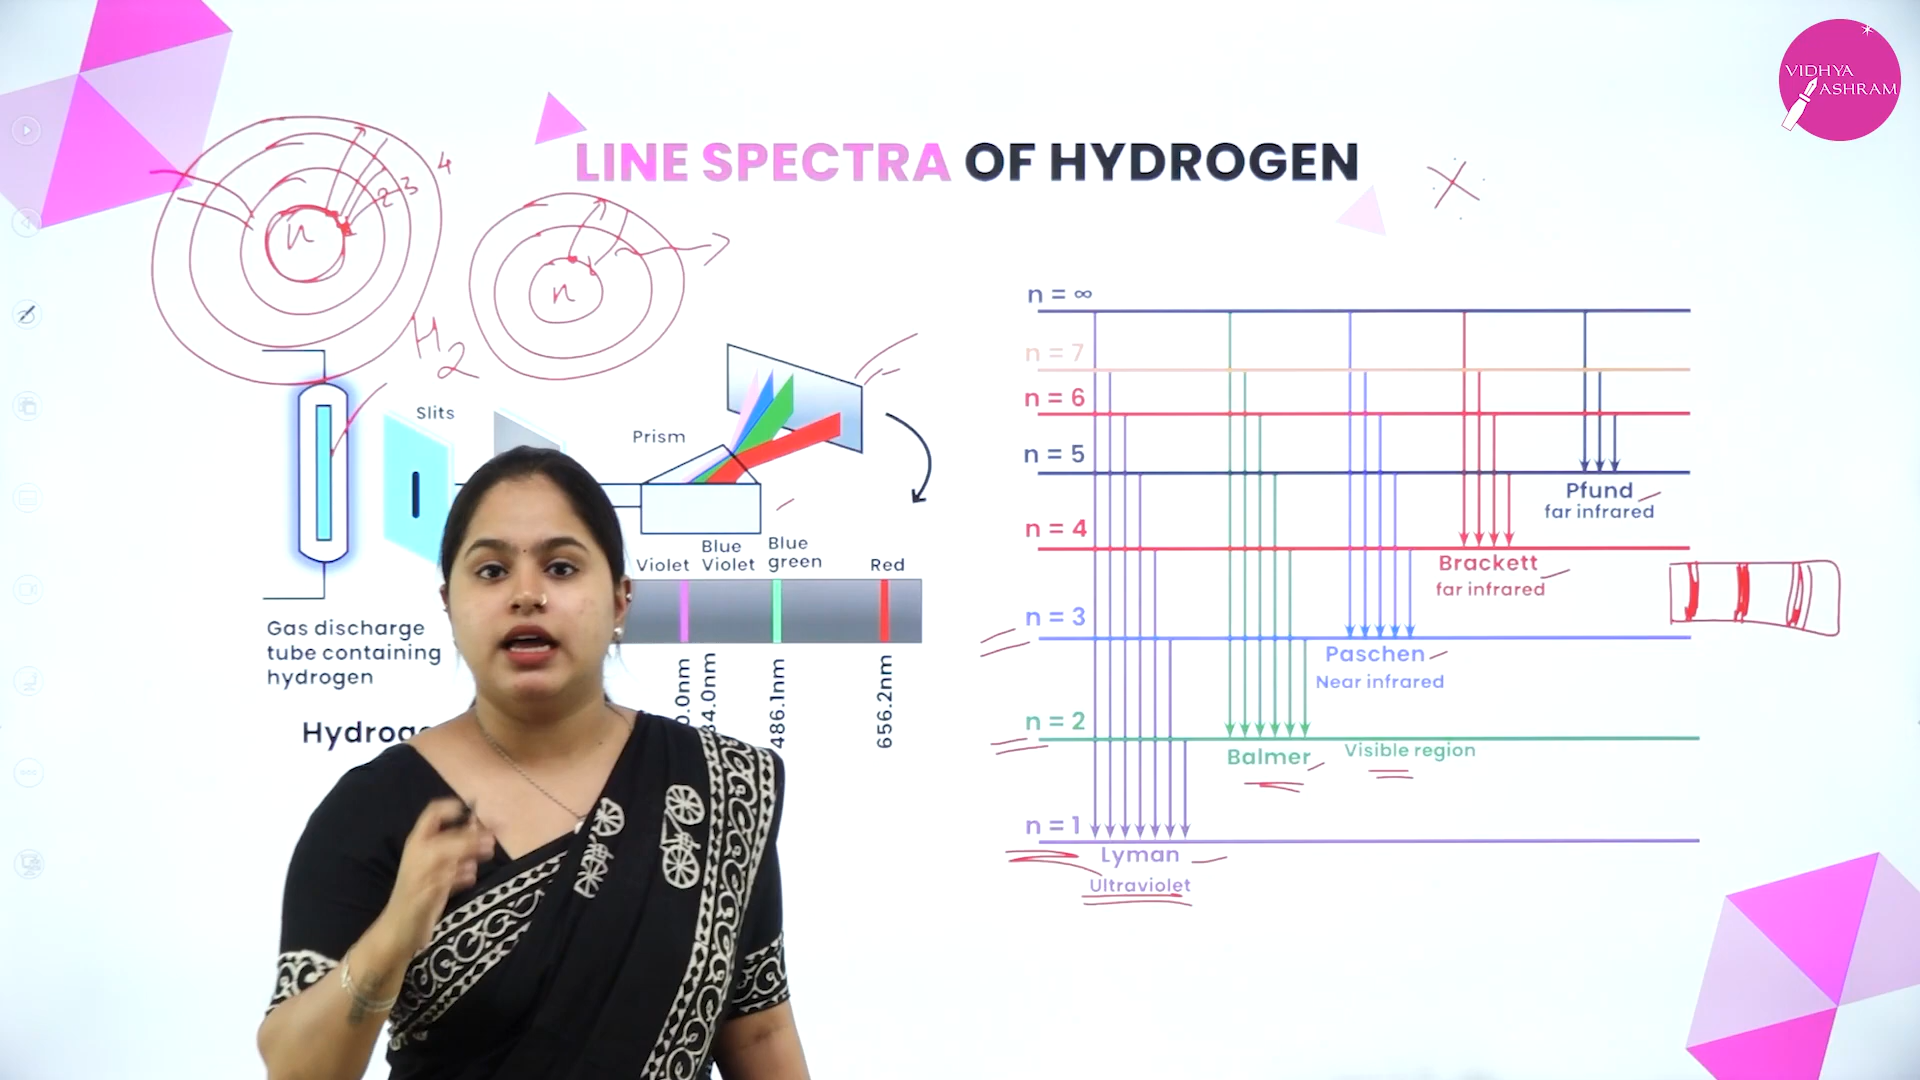 VIDHYA
ASHRAM
LINE SPECTRA OF HYDROGEN
n
2
3
4
n
H2
Slits
Prism
Violet
Blue
Violet
Blue
green
Red
Gas discharge
tube containing
hydrogen
486.1nm
656.2nm
n = ∞
n = 7
n = 6
n = 5
Pfund
far infrared
n = 4
Brackett
far infrared
n = 3
Paschen
Near infrared
n = 2
Balmer
Visible region
n = 1
Lyman
Ultraviolet